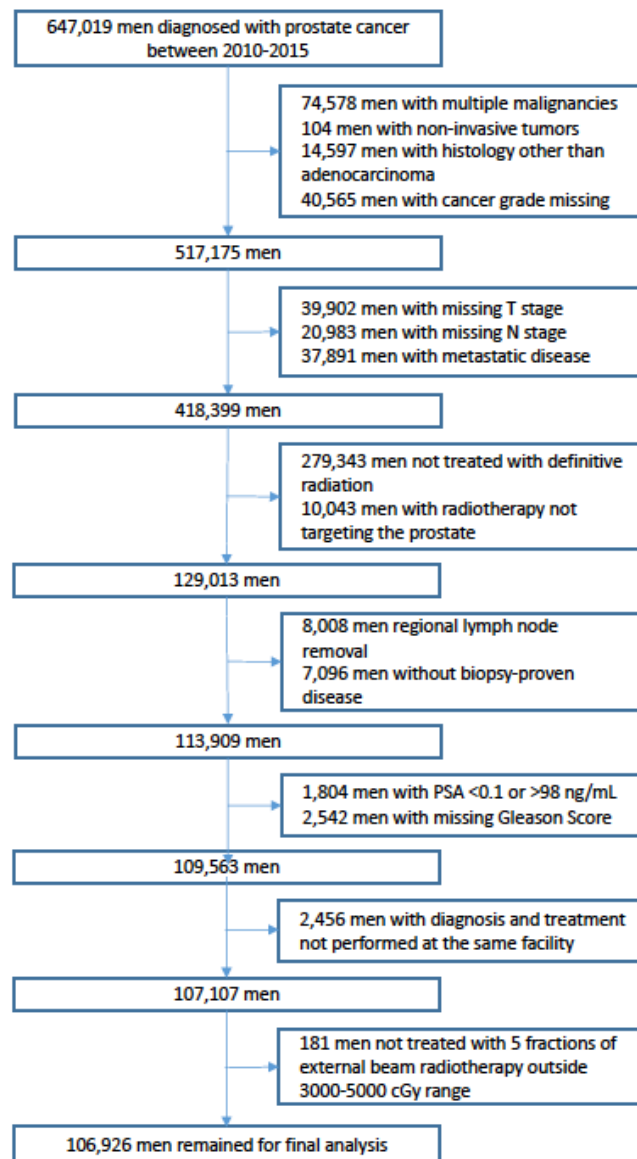 647,019 men diagnosed with prostate cancer
between 2010-2015
74,578 men with multiple malignancies
104 men with non-invasive tumors
14,597 men with histology other than
adenocarcinoma
40,565 men with cancer grade missing
517,175 men
39,902 men with missing T stage
20,983 men with missing N stage
37,891 men with metastatic disease
418,399 men
279,343 men not treated with definitive
radiation
10,043 men with radiotherapy not
targeting the prostate
129,013 men
8,008 men regional lymph node
removal
7,096 men without biopsy-proven
disease
113,909 men
1,804 men with PSA <0.1 or >98 ng/mL
2,542 men with missing Gleason Score
109,563 men
2,456 men with diagnosis and treatment
not performed at the same facility
107,107 men
181 men not treated with 5 fractions of
external beam radiotherapy outside
3000-5000 cGy range
106,926 men remained for final analysis